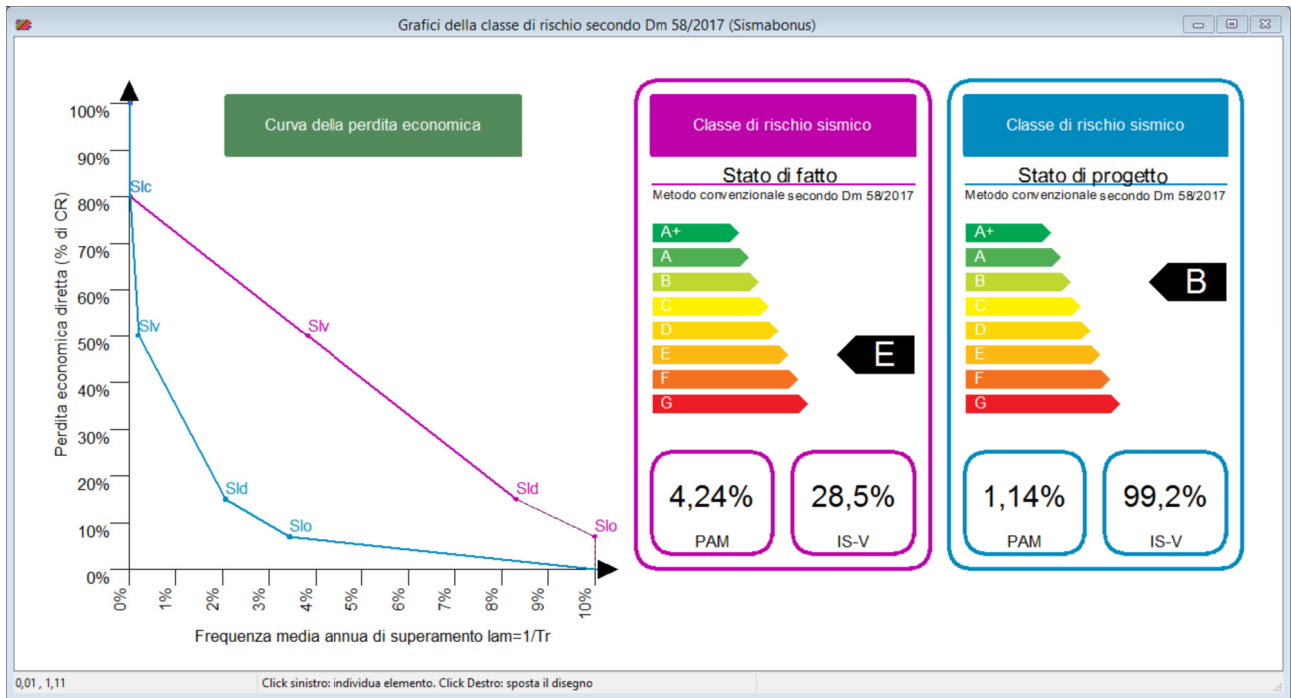 Grafici della classe di rischio secondo Dm 58/2017 (Sismabonus)
Curva della perdita economica
Perdita economica diretta (% di CR)
100%
90%
80%
70%
60%
50%
40%
30%
20%
10%
0%
Slc
Slv
Slv
Sld
Sld
Slo
Slo
0%
1%
2%
3%
4%
5%
6%
7%
8%
9%
10%
Frequenza media annua di superamento lam=1/Tr
Classe di rischio sismico
Stato di fatto
Metodo convenzionale secondo Dm 58/2017
A+
A
B
C
D
E
F
G
E
4,24%
PAM
28,5%
IS-V
Classe di rischio sismico
Stato di progetto
Metodo convenzionale secondo Dm 58/2017
A+
A
B
C
D
E
F
G
B
1,14%
PAM
99,2%
IS-V
0,01 , 1,11
Click sinistro: individua elemento. Click Destro: sposta il disegno